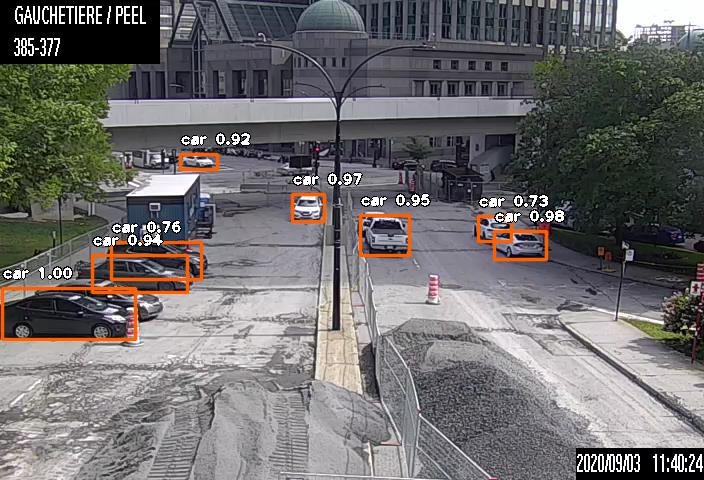 GAUCHETIERE / PEEL
385-377
car 0.92
car 0.97
car 0.95
car 0.73
car 0.98
car 0.76
car 0.94
car 1.00
2020/09/03 11:40:24